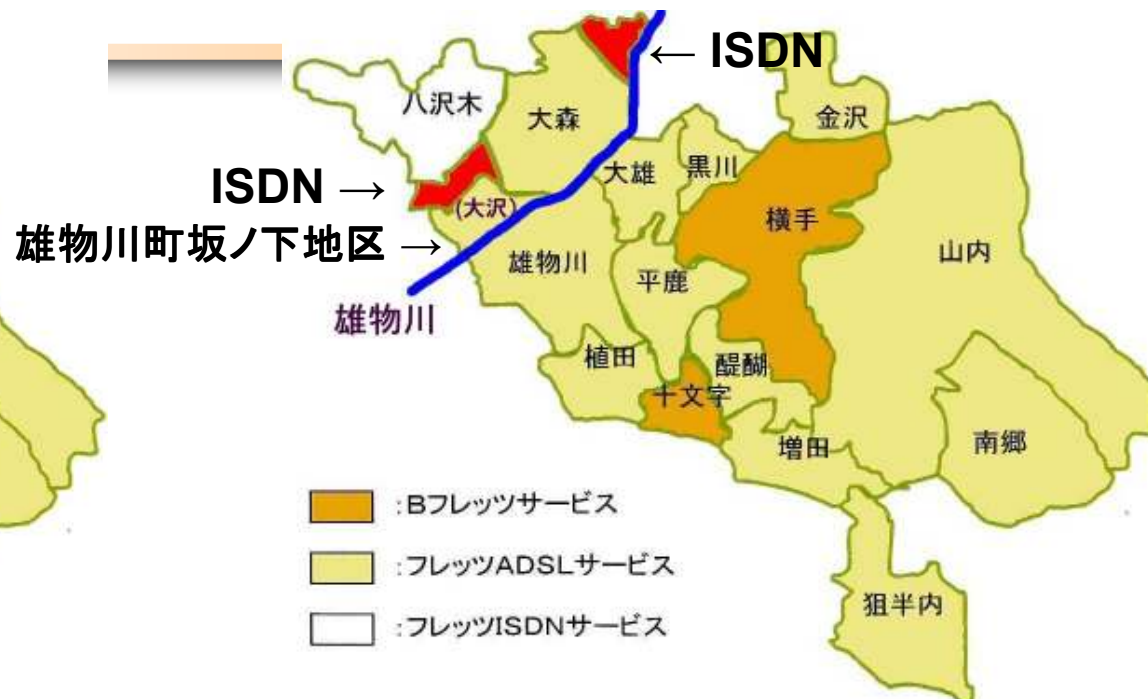 ← ISDN
八沢木
大森
金沢
大雄
黒川
ISDN →
(大沢)
横手
雄物川町坂ノ下地区 →
雄物川
平鹿
山内
雄物川
植田
醍醐
十文字
増田
南郷
:Bフレッツサービス
:フレッツADSLサービス
狙半内
:フレッツISDNサービス